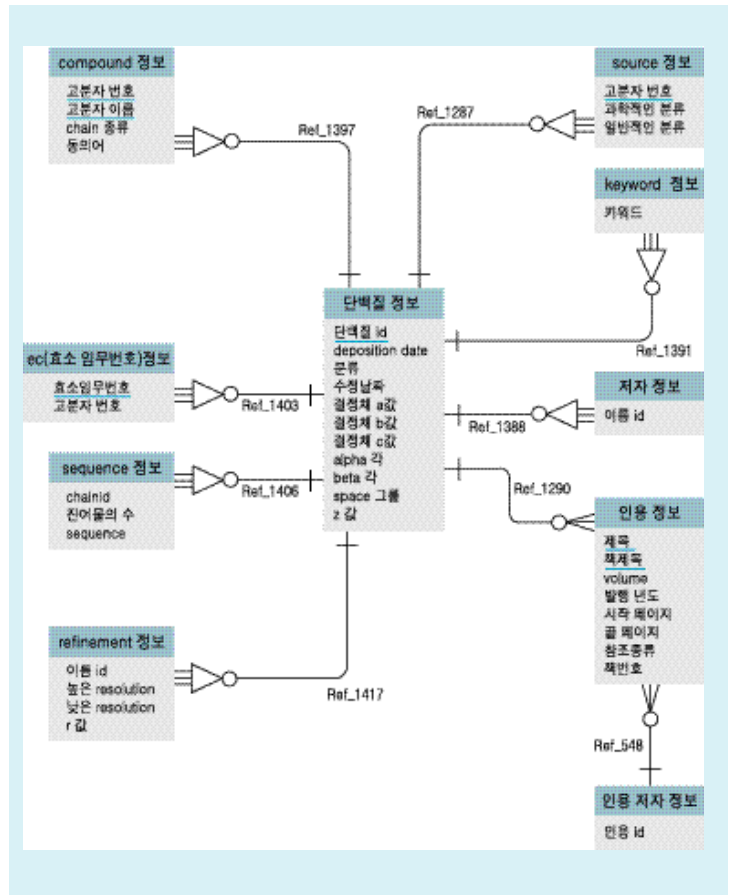 compound 정보
고분자 번호
고분자 이름
chain 종류
동의어
Ref_1397
Ref_1287
source 정보
고분자 번호
과학적인 분류
일반적인 분류
keyword 정보
키워드
Ref_1391
단백질 정보
단백질 id
deposition date
분류
수정날짜
결정체 a값
결정체 b값
결정체 c값
alpha 각
beta 각
space 그룹
z 값
ec(효소 임무번호)정보
효소임무번호
고분자 번호
Ref_1403
저자 정보
이름 id
Ref_1388
sequence 정보
chainid
잔여물의 수
sequence
Ref_1406
Ref_1290
인용 정보
제목
책제목
volume
발행 년도
시작 페이지
끝 페이지
참조종류
책번호
refinement 정보
이름 id
높은 resolution
낮은 resolution
r 값
Ref_1417
Ref_548
인용 저자 정보
인용 id